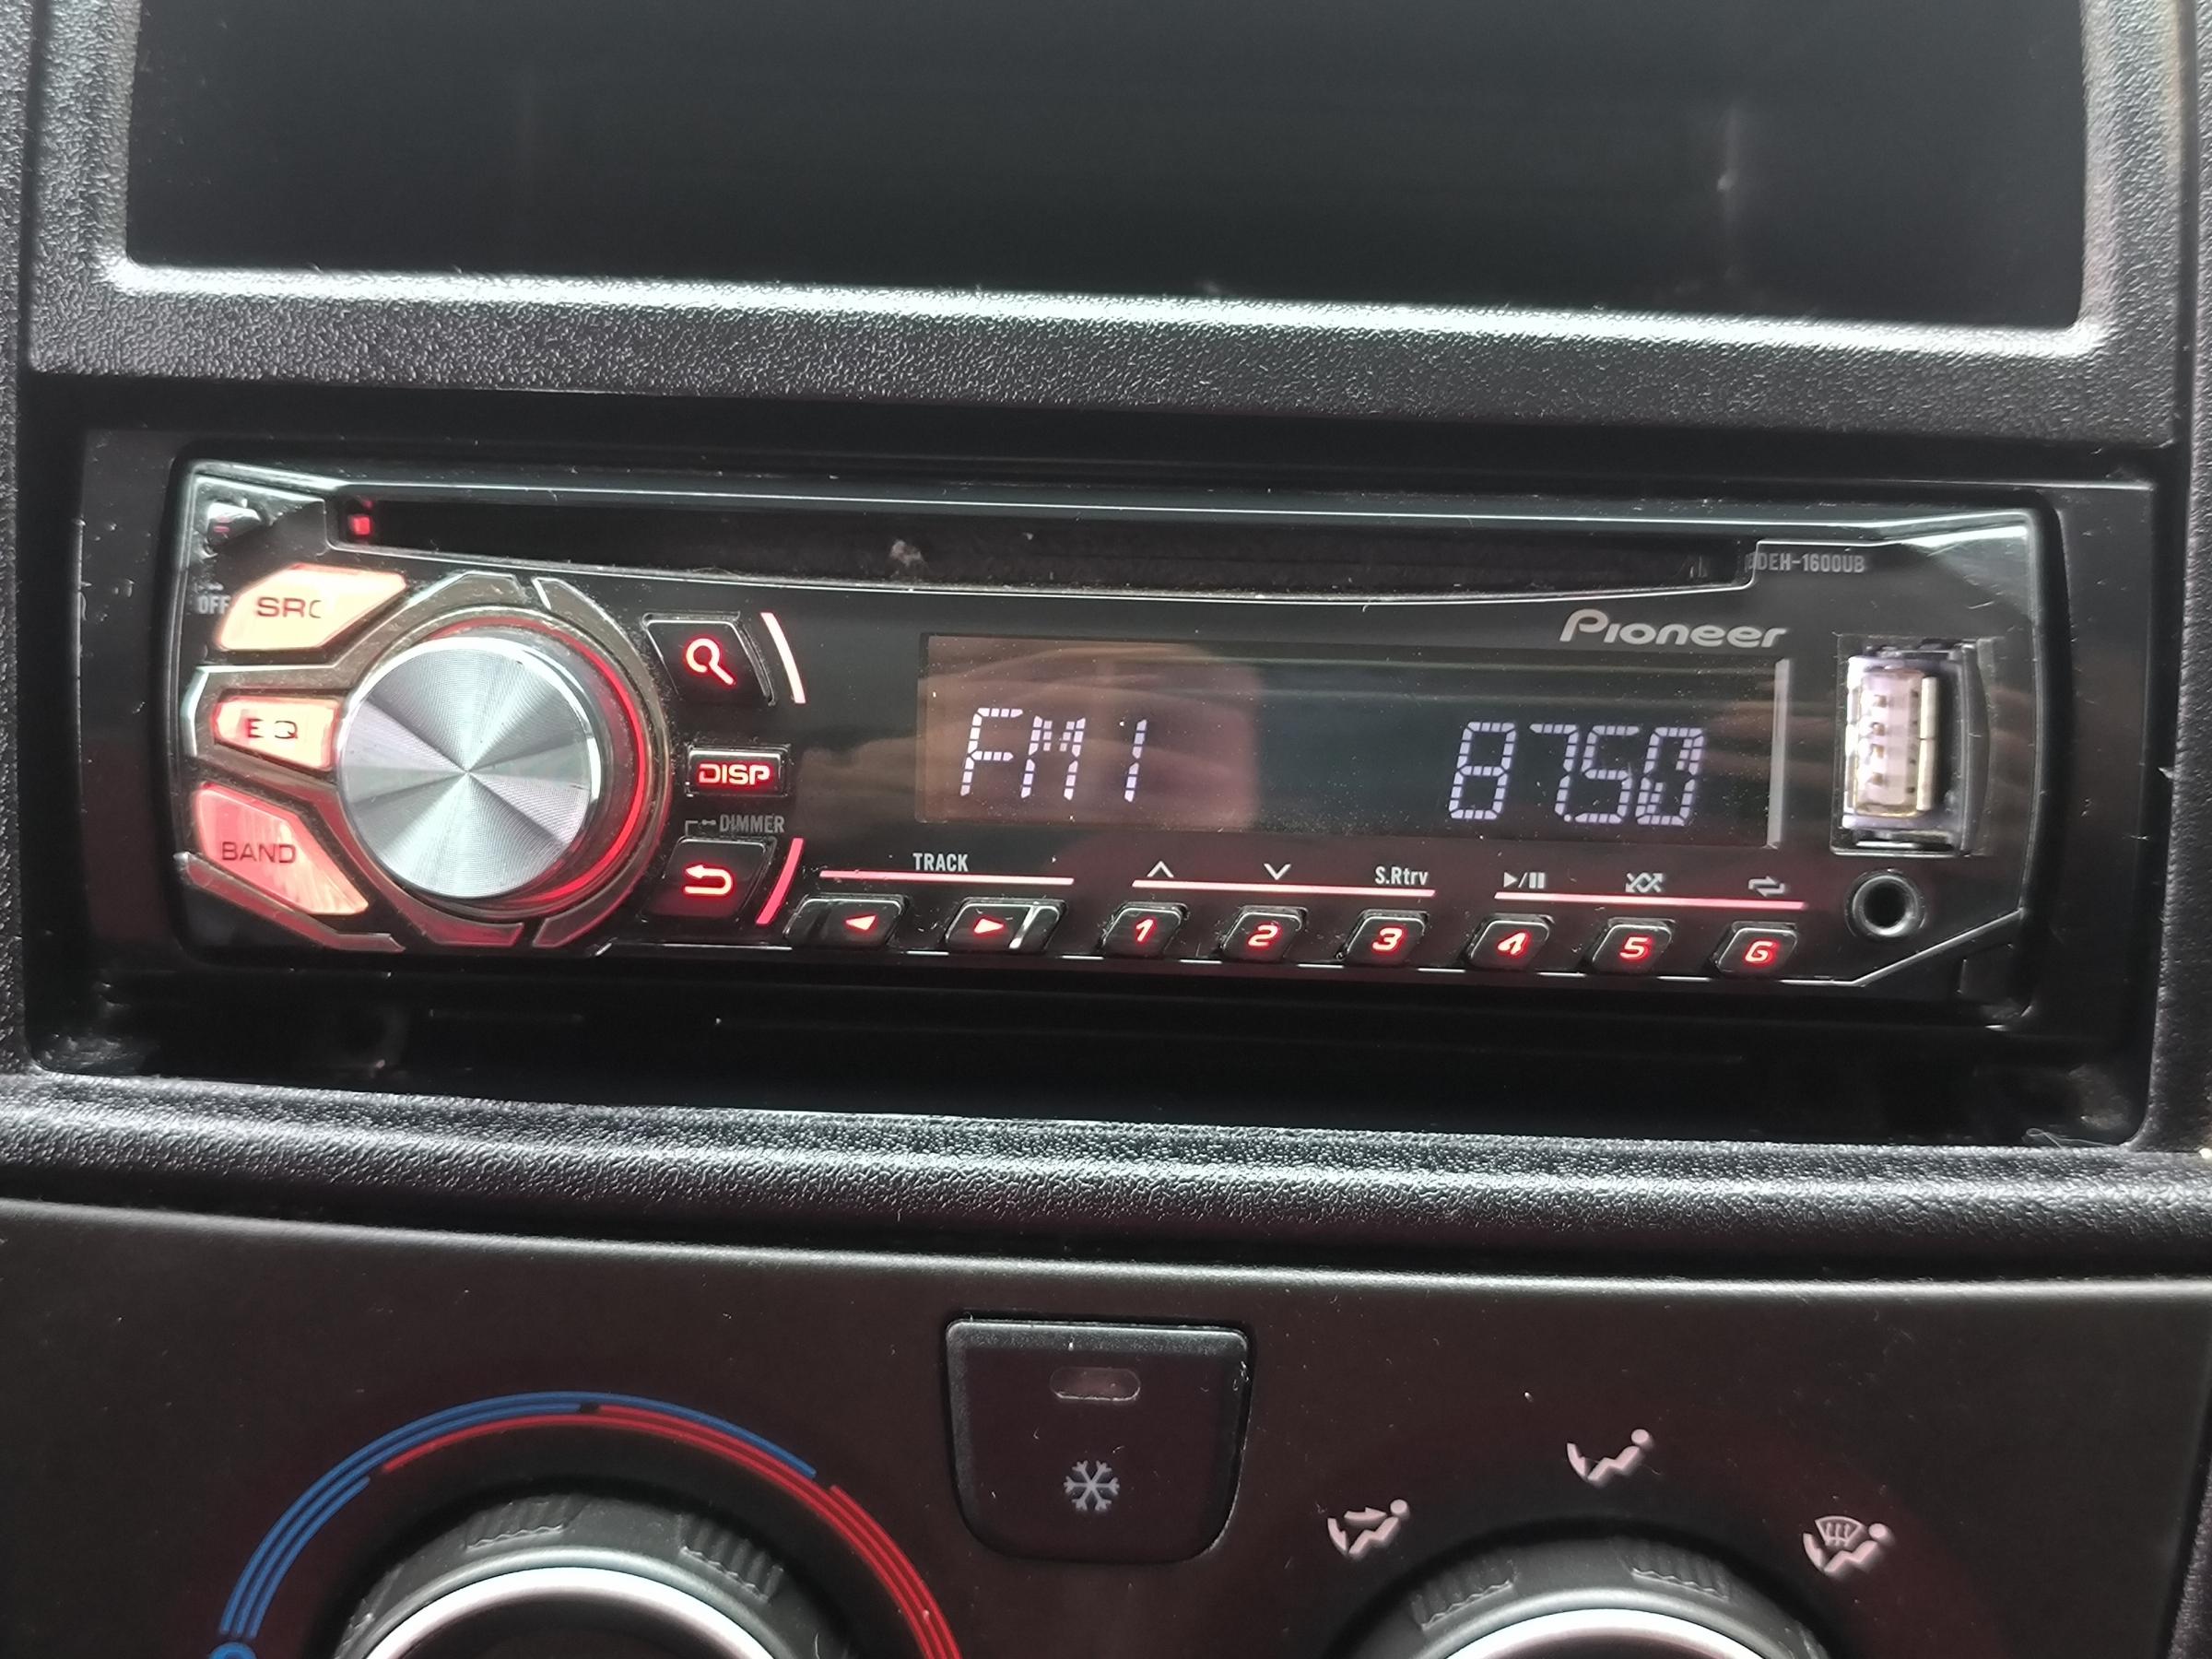 DEH-1600UB
Pioneer
OFF
SRC
EQ
DISP
DIMMER
BAND
FM1 87.50
TRACK
S.Rtrv
1 2 3 4 5 6